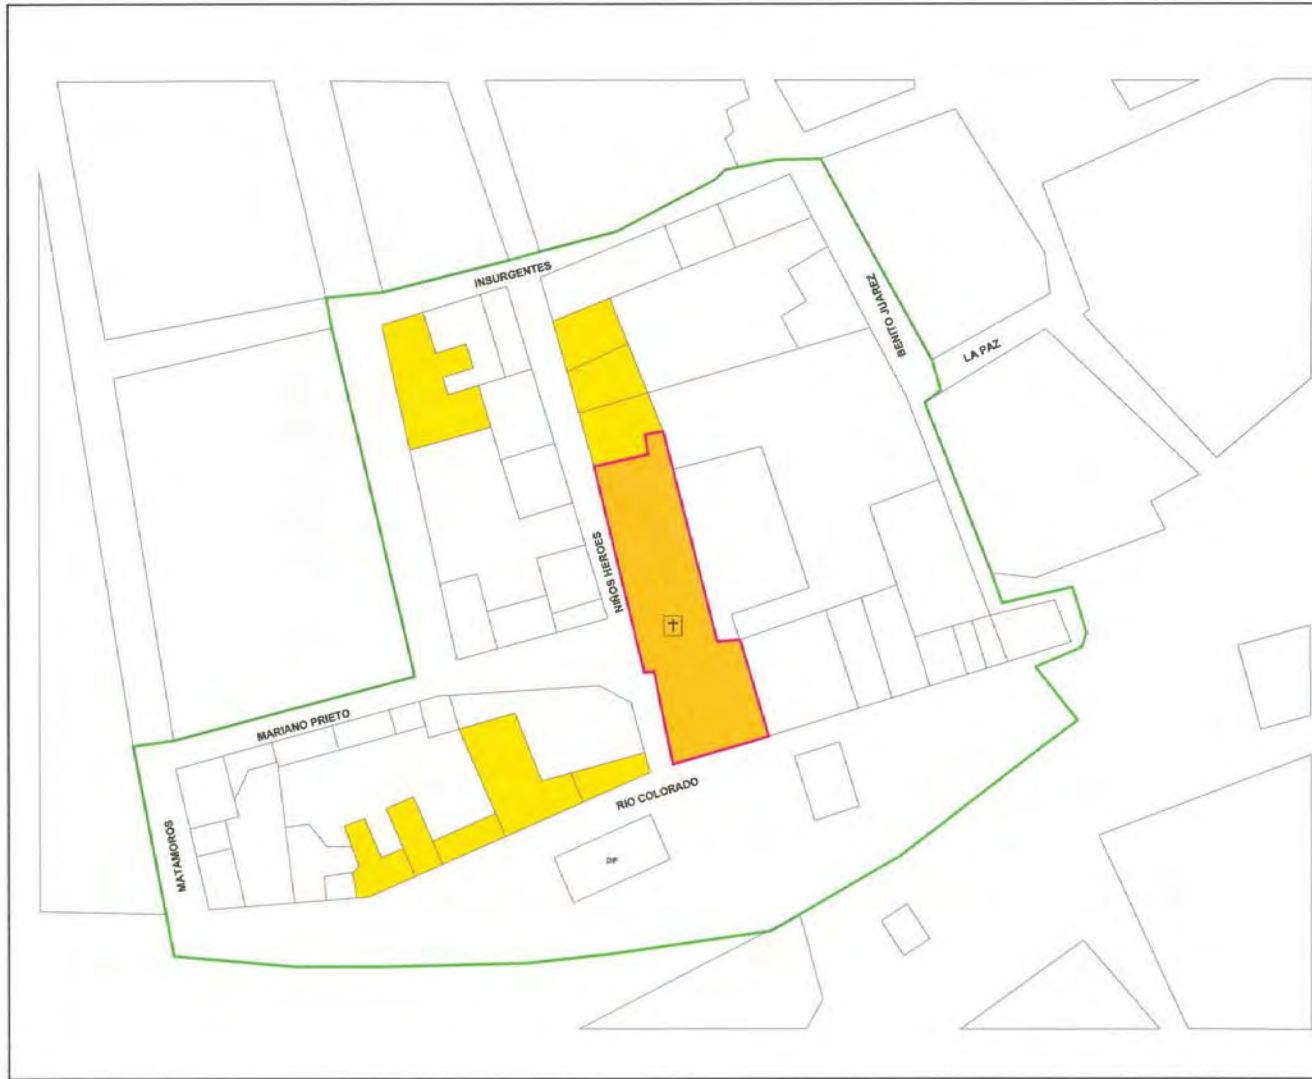 INSURGENTES
BENITO JUAREZ
LA PAZ
NIÑOS HEROES
MARIANO PRIETO
RIO COLORADO
MATAMOROS